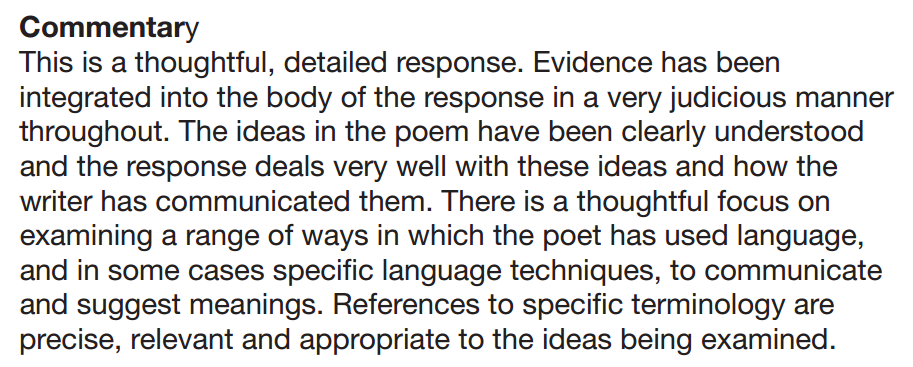 Commentary
This is a thoughtful, detailed response. Evidence has been
integrated into the body of the response in a very judicious manner
throughout. The ideas in the poem have been clearly understood
and the response deals very well with these ideas and how the
writer has communicated them. There is a thoughtful focus on
examining a range of ways in which the poet has used language,
and in some cases specific language techniques, to communicate
and suggest meanings. References to specific terminology are
precise, relevant and appropriate to the ideas being examined.